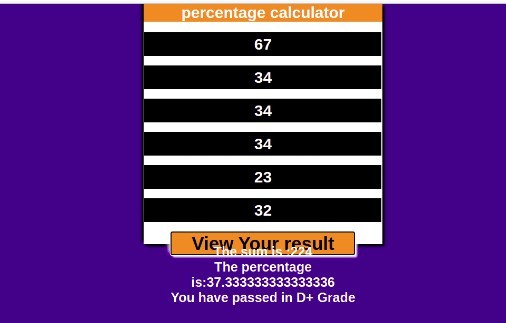 percentage calculator
67
34
34
34
23
32
View Your result
The sum is :224
The percentage
is:37.333333333333336
You have passed in D+ Grade